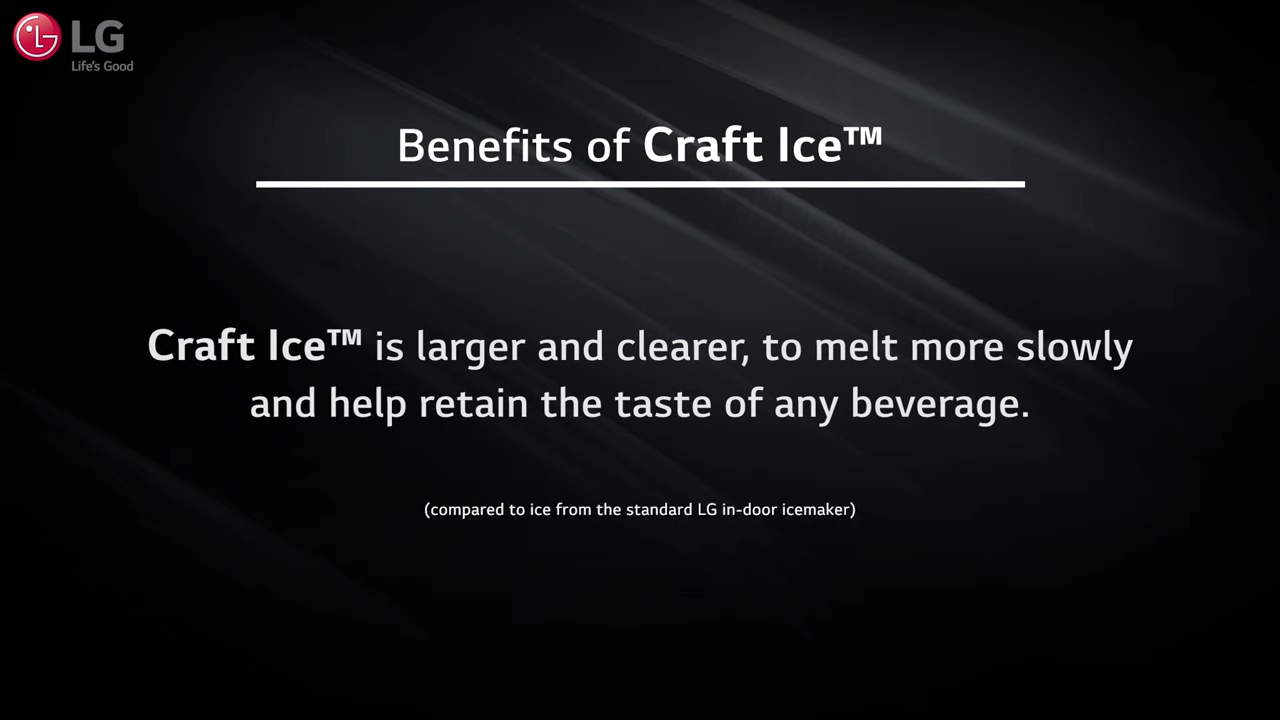 LG
Life's Good
Benefits of Craft Ice™
Craft Ice™ is larger and clearer, to melt more slowly
and help retain the taste of any beverage.
(compared to ice from the standard LG in-door icemaker)